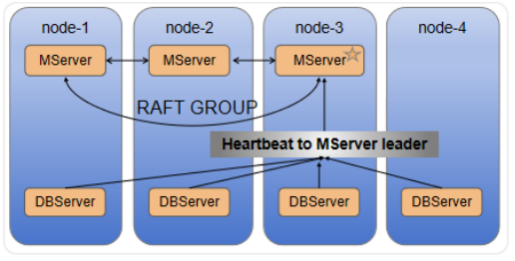 node-1 node-2 node-3 node-4
MServer MServer MServer
RAFT GROUP
Heartbeat to MServer leader
DBServer DBServer DBServer DBServer